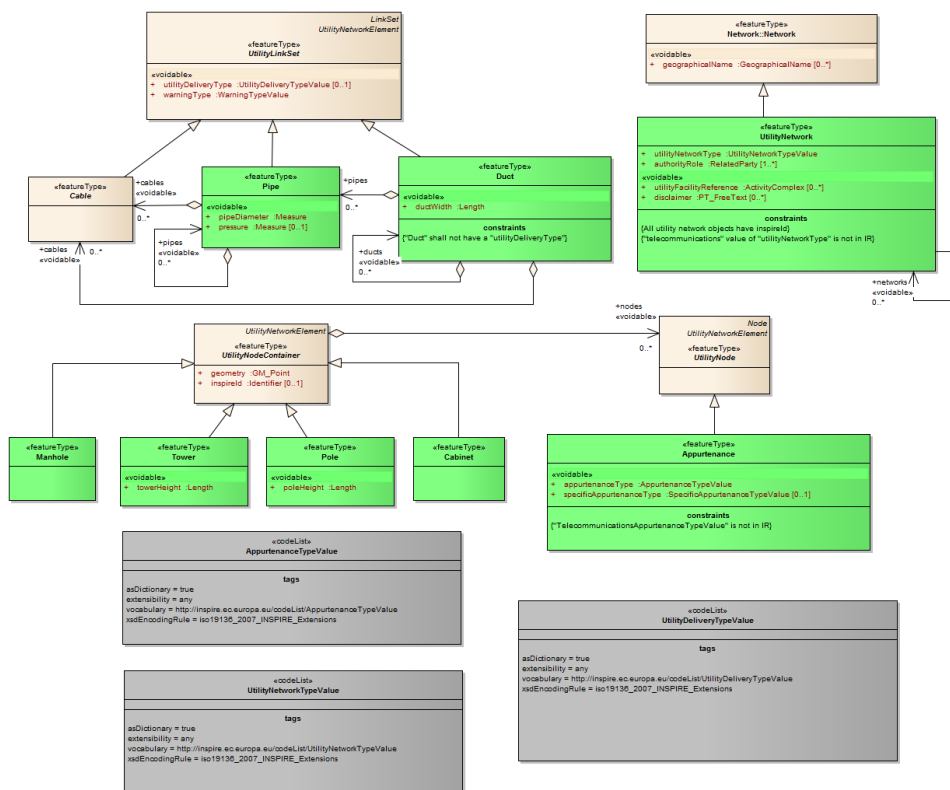 LinkSet
UtilityNetworkElement
«featureType»
UtilityLinkSet
«voidable»
+ utilityDeliveryType :UtilityDeliveryTypeValue [0..1]
+ warningType :WarningTypeValue
«featureType»
Network::Network
«voidable»
+ geographicalName :GeographicalName [0..*]
«featureType»
Cable
+cables
«voidable»
0..*
«featureType»
Pipe
«voidable»
+ pipeDiameter :Measure
+ pressure :Measure [0..1]
+pipes
0..*
«featureType»
Duct
«voidable»
+ ductWidth :Length
constraints
{"Duct" shall not have a "utilityDeliveryType"}
+cables
«voidable»
0..*
+pipes
«voidable»
0..*
+ducts
«voidable»
0..*
«featureType»
UtilityNetwork
+ utilityNetworkType :UtilityNetworkTypeValue
+ authorityRole :RelatedParty [1..*]
«voidable»
+ utilityFacilityReference :ActivityComplex [0..*]
+ disclaimer :PT_FreeText [0..*]
constraints
{All utility network objects have inspireId}
{"telecommunications" value of "utilityNetworkType" is not in IR}
+networks
«voidable»
0..*
UtilityNetworkElement
«featureType»
UtilityNodeContainer
+ geometry :GM_Point
+ inspireId :Identifier [0..1]
+nodes
«voidable»
0..*
Node
UtilityNetworkElement
«featureType»
UtilityNode
«featureType»
Manhole
«featureType»
Tower
«voidable»
+ towerHeight :Length
«featureType»
Pole
«voidable»
+ poleHeight :Length
«featureType»
Cabinet
«featureType»
Appurtenance
«voidable»
+ appurtenanceType :AppurtenanceTypeValue
+ specificAppurtenanceType :SpecificAppurtenanceTypeValue [0..1]
constraints
{"TelecommunicationsAppurtenanceTypeValue" is not in IR}
«codeList»
AppurtenanceTypeValue
tags
asDictionary = true
extensibility = any
vocabulary = http://inspire.ec.europa.eu/codeList/AppurtenanceTypeValue
xsdEncodingRule = iso19136_2007_INSPIRE_Extensions
«codeList»
UtilityDeliveryTypeValue
tags
asDictionary = true
extensibility = any
vocabulary = http://inspire.ec.europa.eu/codeList/UtilityDeliveryTypeValue
xsdEncodingRule = iso19136_2007_INSPIRE_Extensions
«codeList»
UtilityNetworkTypeValue
tags
asDictionary = true
extensibility = any
vocabulary = http://inspire.ec.europa.eu/codeList/UtilityNetworkTypeValue
xsdEncodingRule = iso19136_2007_INSPIRE_Extensions